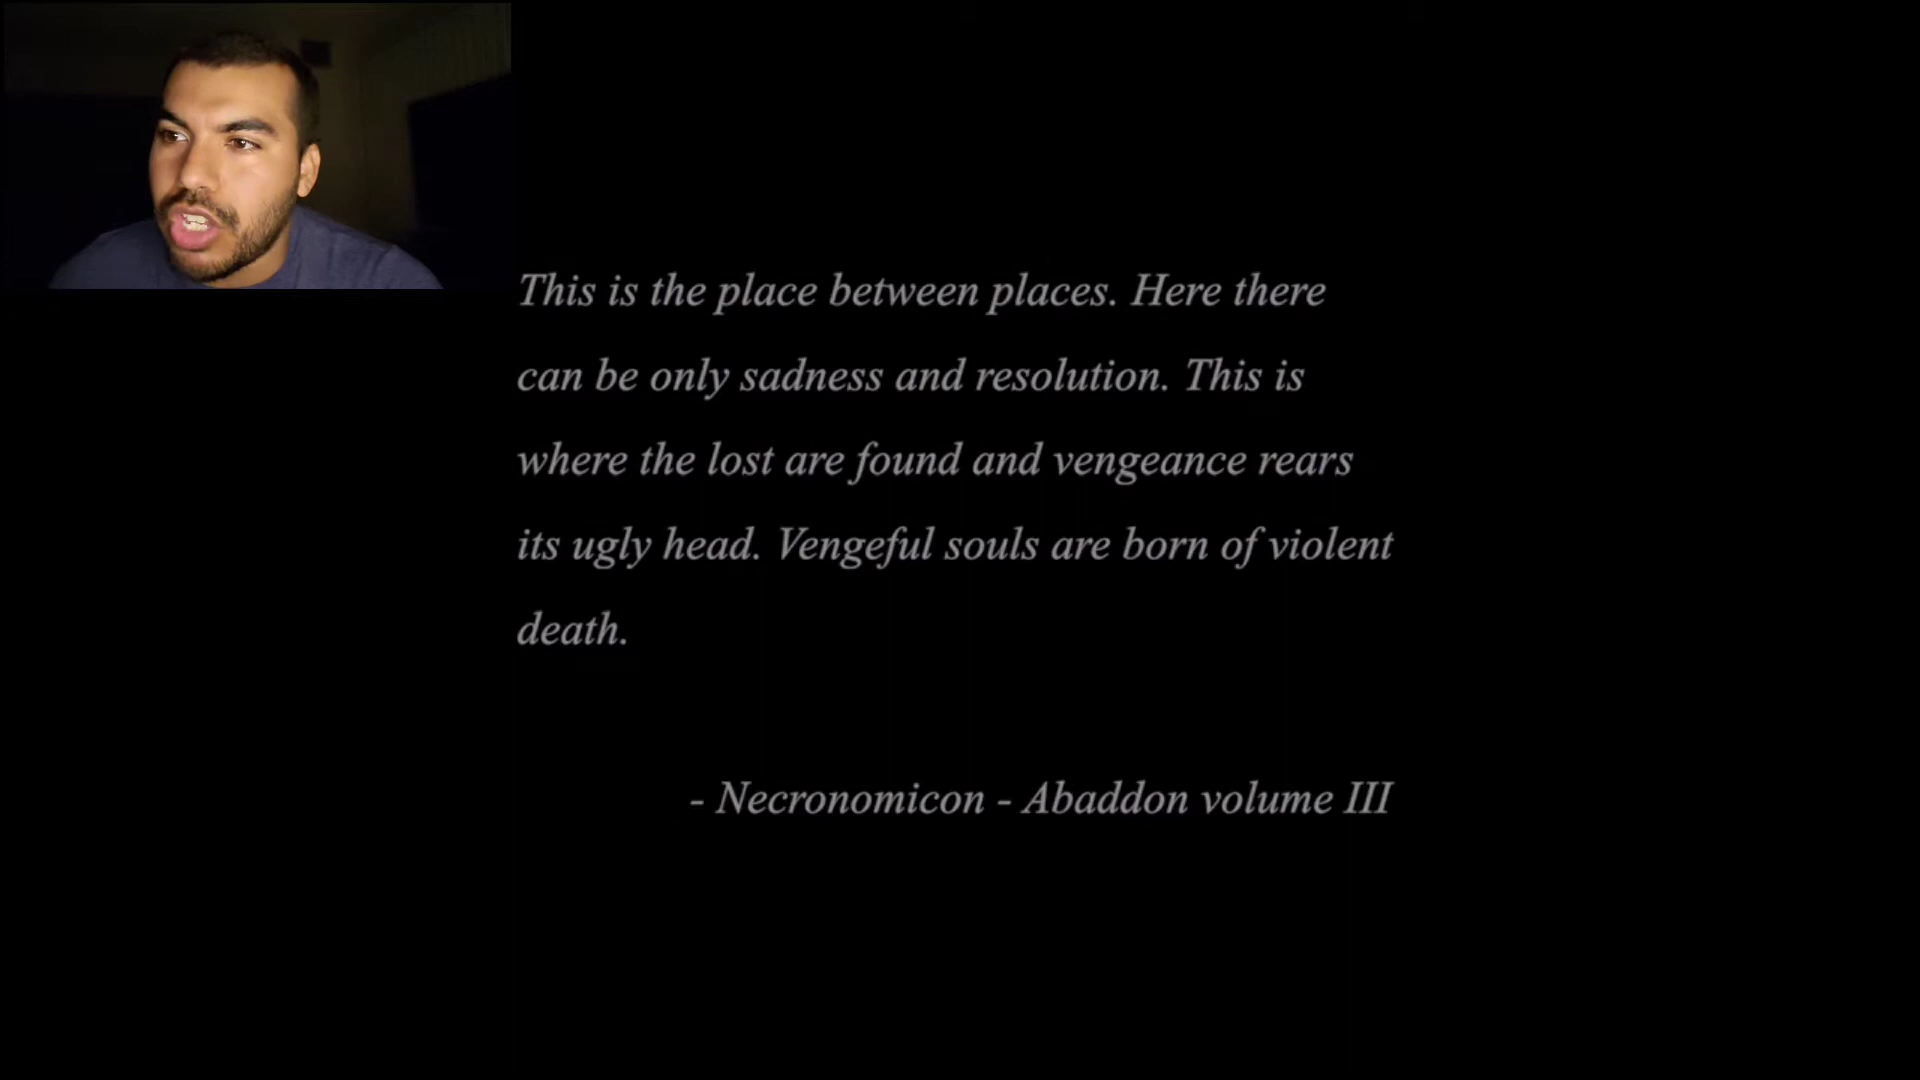 This is the place between places. Here there
can be only sadness and resolution. This is
where the lost are found and vengeance rears
its ugly head. Vengeful souls are born of violent
death.
- Necronomicon - Abaddon volume III